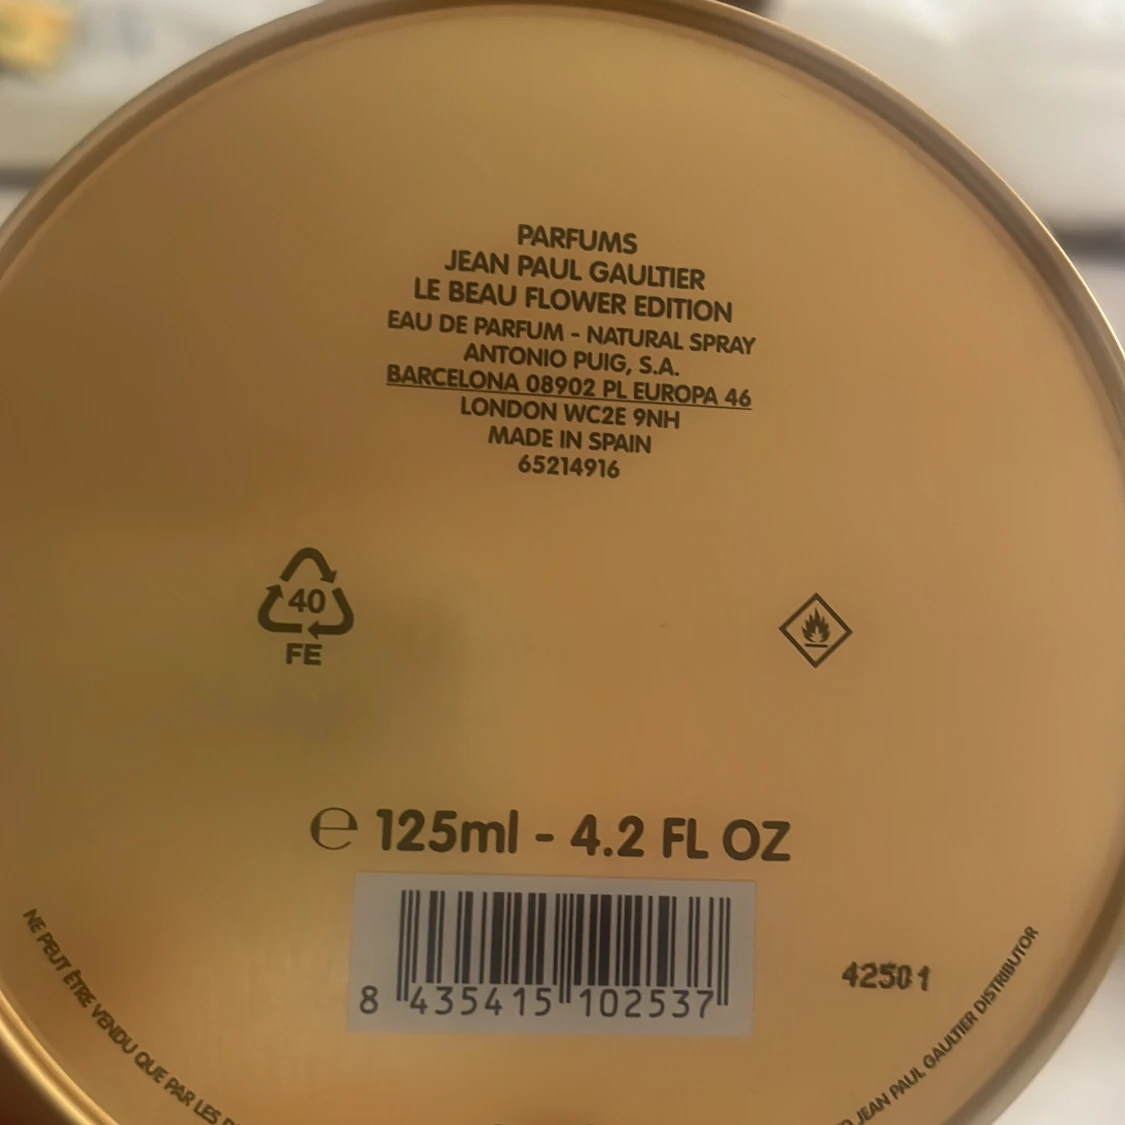 PARFUMS
JEAN PAUL GAULTIER
LE BEAU FLOWER EDITION
EAU DE PARFUM - NATURAL SPRAY
ANTONIO PUIG, S.A.
BARCELONA 08902 PL EUROPA 46
LONDON WC2E 9NH
MADE IN SPAIN
65214916
40
FE
℮ 125ml - 4.2 FL OZ
8 435415 102537
42501
NE PEUT ÊTRE VENDU QUE PAR LES
JEAN PAUL GAULTIER DISTRIBUTOR